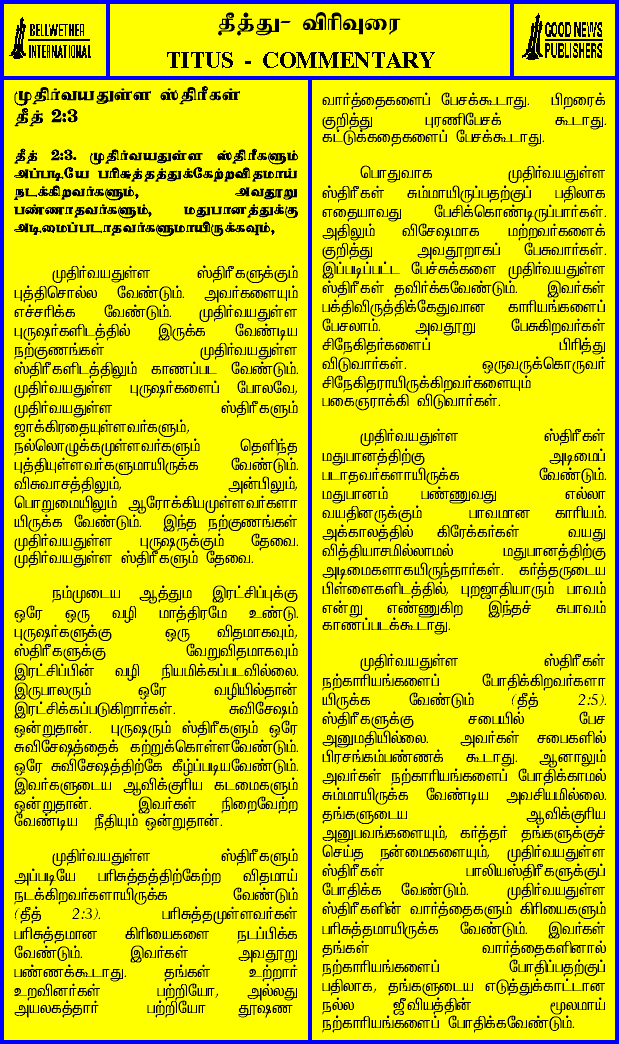 BELLWETHER
INTERNATIONAL
தீத்து- விரிவுரை
TITUS - COMMENTARY
GOOD NEWS
PUBLISHERS
முதிர்வயதுள்ள ஸ்திரீகள்
தீத் 2:3
தீத் 2:3. முதிர்வயதுள்ள ஸ்திரீகளும்
அப்படியே பரிசுத்தத்துக்கேற்றவிதமாய்
நடக்கிறவர்களும், அவதூறு
பண்ணாதவர்களும், மதுபானத்துக்கு
அடிமைப்படாதவர்களுமாயிருக்கவும்,
முதிர்வயதுள்ள ஸ்திரீகளுக்கும்
புத்திசொல்ல வேண்டும். அவர்களையும்
எச்சரிக்க வேண்டும். முதிர்வயதுள்ள
புருஷர்களிடத்தில் இருக்க வேண்டிய
நற்குணங்கள் முதிர்வயதுள்ள
ஸ்திரீகளிடத்திலும் காணப்பட வேண்டும்.
முதிர்வயதுள்ள புருஷர்களைப் போலவே,
முதிர்வயதுள்ள ஸ்திரீகளும்
ஜாக்கிரதையுள்ளவர்களும்,
நல்லொழுக்கமுள்ளவர்களும் தெளிந்த
புத்தியுள்ளவர்களுமாயிருக்க வேண்டும்.
விசுவாசத்திலும், அன்பிலும்,
பொறுமையிலும் ஆரோக்கியமுள்ளவர்களா
யிருக்க வேண்டும். இந்த நற்குணங்கள்
முதிர்வயதுள்ள புருஷருக்கும் தேவை.
முதிர்வயதுள்ள ஸ்திரீகளும் தேவை.
நம்முடைய ஆத்தும இரட்சிப்புக்கு
ஒரே ஒரு வழி மாத்திரமே உண்டு.
புருஷர்களுக்கு ஒரு விதமாகவும்,
ஸ்திரீகளுக்கு வேறுவிதமாகவும்
இரட்சிப்பின் வழி நியமிக்கப்படவில்லை.
இருபாலரும் ஒரே வழியில்தான்
இரட்சிக்கப்படுகிறார்கள். சுவிசேஷம்
ஒன்றுதான். புருஷரும் ஸ்திரீகளும் ஒரே
சுவிசேஷத்தைக் கற்றுக்கொள்ளவேண்டும்.
ஒரே சுவிசேஷத்திற்கே கீழ்ப்படியவேண்டும்.
இவர்களுடைய ஆவிக்குரிய கடமைகளும்
ஒன்றுதான். இவர்கள் நிறைவேற்ற
வேண்டிய நீதியும் ஒன்றுதான்.
முதிர்வயதுள்ள ஸ்திரீகளும்
அப்படியே பரிசுத்தத்திற்கேற்ற விதமாய்
நடக்கிறவர்களாயிருக்க வேண்டும்
(தீத் 2:3). பரிசுத்தமுள்ளவர்கள்
பரிசுத்தமான கிரியைகளை நடப்பிக்க
வேண்டும். இவர்கள் அவதூறு
பண்ணக்கூடாது. தங்கள் உற்றார்
உறவினர்கள் பற்றியோ, அல்லது
அயலகத்தார் பற்றியோ தூஷண
வார்த்தைகளைப் பேசக்கூடாது. பிறரைக்
குறித்து புரணிபேசக் கூடாது.
கட்டுக்கதைகளைப் பேசக்கூடாது.
பொதுவாக முதிர்வயதுள்ள
ஸ்திரீகள் சும்மாயிருப்பதற்குப் பதிலாக
எதையாவது பேசிக்கொண்டிருப்பார்கள்.
அதிலும் விசேஷமாக மற்றவர்களைக்
குறித்து அவதூறாகப் பேசுவார்கள்.
இப்படிப்பட்ட பேச்சுக்களை முதிர்வயதுள்ள
ஸ்திரீகள் தவிர்க்கவேண்டும். இவர்கள்
பக்திவிருத்திக்கேதுவான காரியங்களைப்
பேசலாம். அவதூறு பேசுகிறவர்கள்
சிநேகிதர்களைப் பிரித்து
விடுவார்கள். ஒருவருக்கொருவர்
சிநேகிதராயிருக்கிறவர்களையும்
பகைஞராக்கி விடுவார்கள்.
முதிர்வயதுள்ள ஸ்திரீகள்
மதுபானத்திற்கு அடிமைப்
படாதவர்களாயிருக்க வேண்டும்.
மதுபானம் பண்ணுவது எல்லா
வயதினருக்கும் பாவமான காரியம்.
அக்காலத்தில் கிரேக்கர்கள் வயது
வித்தியாசமில்லாமல் மதுபானத்திற்கு
அடிமைகளாகயிருந்தார்கள். கர்த்தருடைய
பிள்ளைகளிடத்தில், புறஜாதியாரும் பாவம்
என்று எண்ணுகிற இந்தச் சுபாவம்
காணப்படக்கூடாது.
முதிர்வயதுள்ள ஸ்திரீகள்
நற்காரியங்களைப் போதிக்கிறவர்களா
யிருக்க வேண்டும் (தீத் 2:5).
ஸ்திரீகளுக்கு சபையில் பேச
அனுமதியில்லை. அவர்கள் சபைகளில்
பிரசங்கம்பண்ணக் கூடாது. ஆனாலும்
அவர்கள் நற்காரியங்களைப் போதிக்காமல்
சும்மாயிருக்க வேண்டிய அவசியமில்லை.
தங்களுடைய ஆவிக்குரிய
அனுபவங்களையும், கர்த்தர் தங்களுக்குச்
செய்த நன்மைகளையும், முதிர்வயதுள்ள
ஸ்திரீகள் பாலியஸ்திரீகளுக்குப்
போதிக்க வேண்டும். முதிர்வயதுள்ள
ஸ்திரீகளின் வார்த்தைகளும் கிரியைகளும்
பரிசுத்தமாயிருக்க வேண்டும். இவர்கள்
தங்கள் வார்த்தைகளினால்
நற்காரியங்களைப் போதிப்பதற்குப்
பதிலாக, தங்களுடைய எடுத்துக்காட்டான
நல்ல ஜீவியத்தின் மூலமாய்
நற்காரியங்களைப் போதிக்கவேண்டும்.